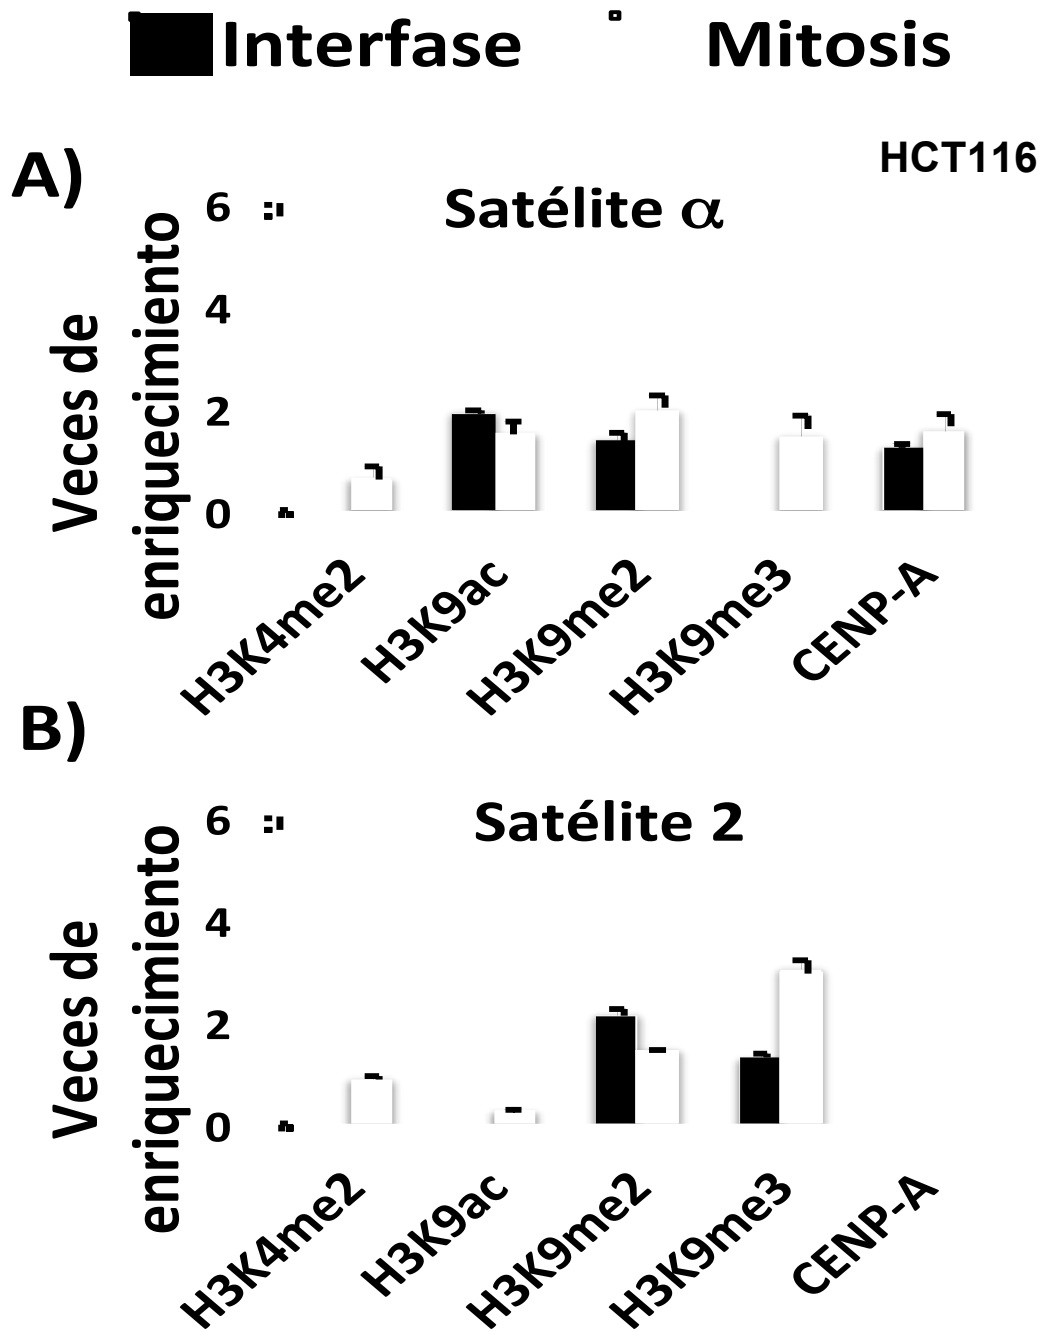 Interfase Mitosis
A)
HCT116
Satélite α
Veces de
enriquecimiento
6
4
2
0
H3K4me2
H3K9ac
H3K9me2
H3K9me3
CENP-A
B)
Satélite 2
Veces de
enriquecimiento
6
4
2
0
H3K4me2
H3K9ac
H3K9me2
H3K9me3
CENP-A